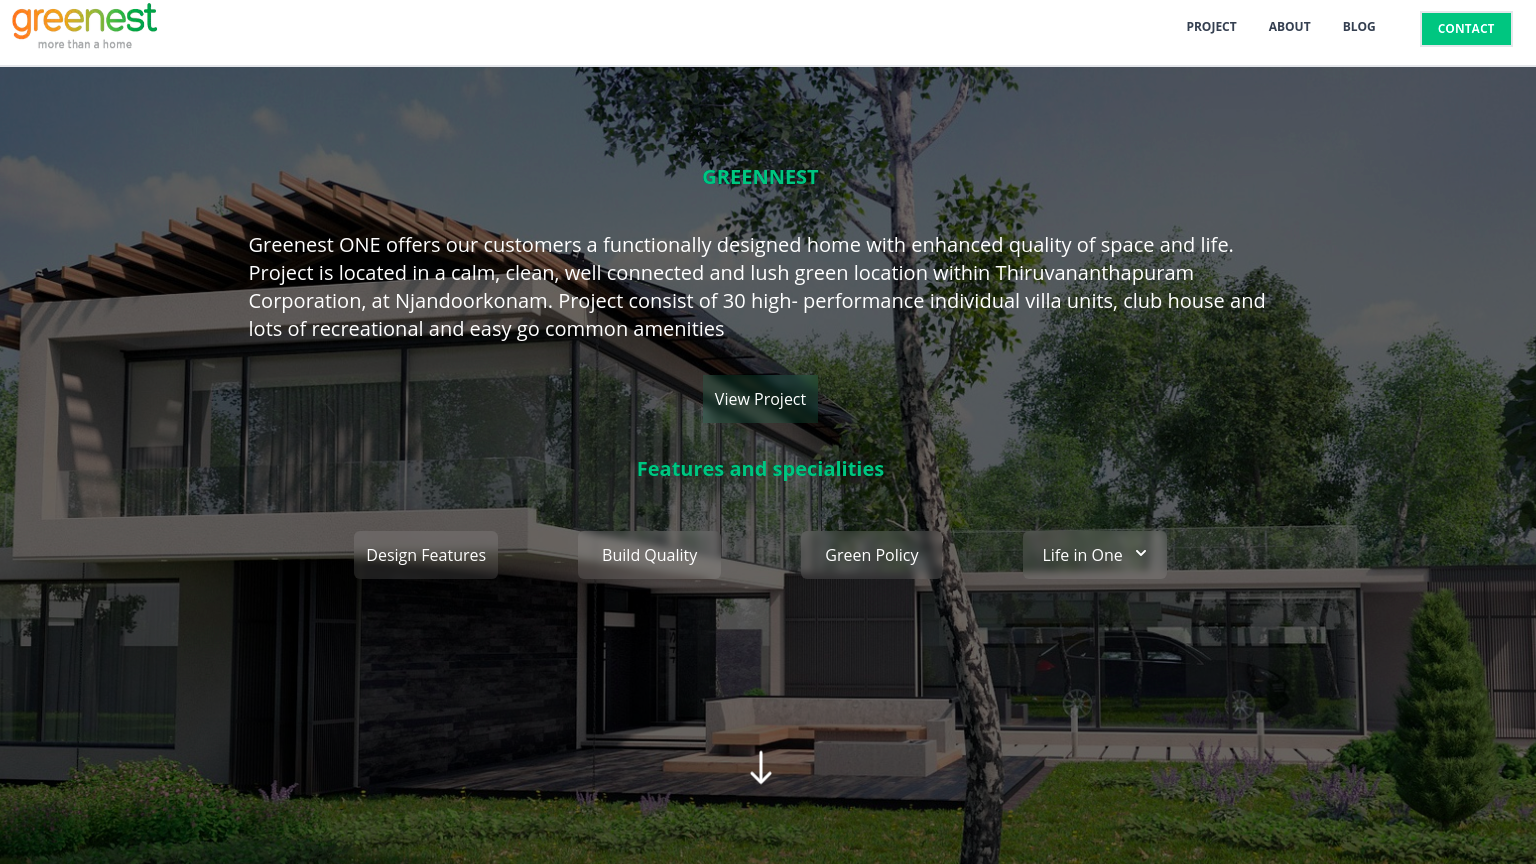 greenest
more than a home
PROJECT
ABOUT
BLOG
CONTACT
GREENNEST
Greenest ONE offers our customers a functionally designed home with enhanced quality of space and life.
Project is located in a calm, clean, well connected and lush green location within Thiruvananthapuram
Corporation, at Njandoorkonam. Project consist of 30 high- performance individual villa units, club house and
lots of recreational and easy go common amenities
View Project
Features and specialities
Design Features
Build Quality
Green Policy
Life in One